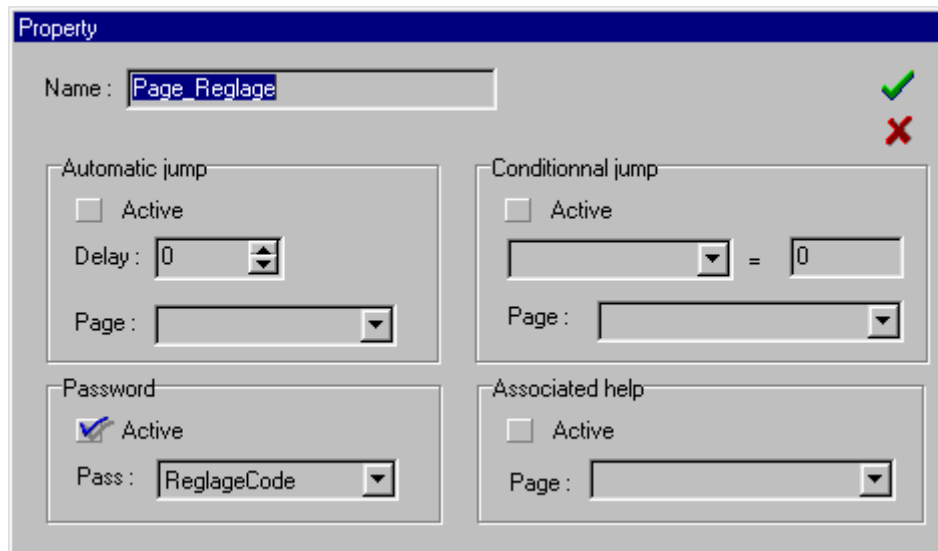 Property
Name : Page_Reglage
Automatic jump
Active
Delay : 0
Page :
Conditionnal jump
Active
= 0
Page :
Password
Active
Pass : ReglageCode
Associated help
Active
Page :